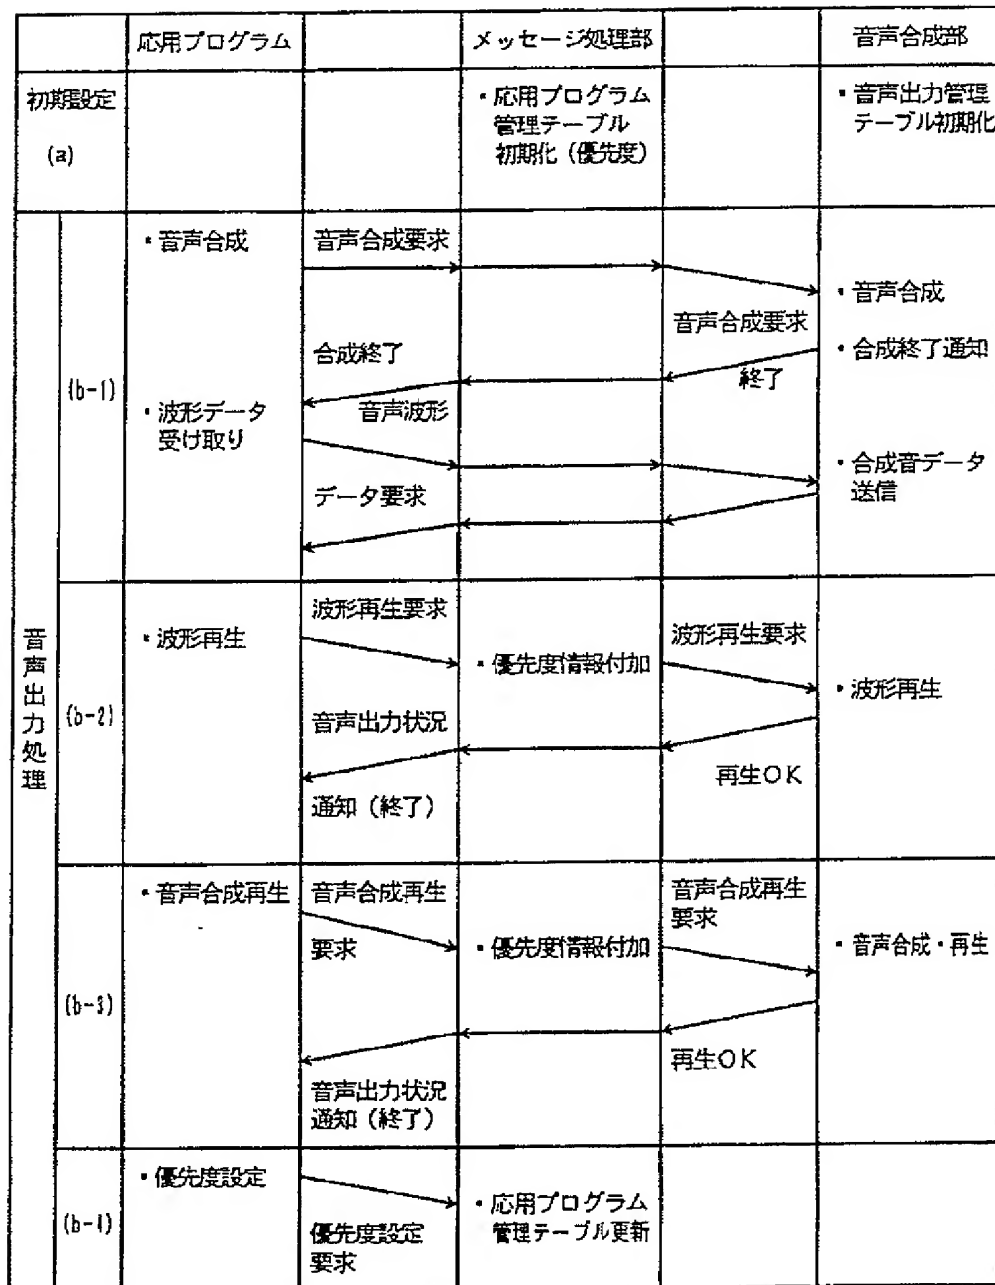 応用プログラム
メッセージ処理部
音声合成部
初期設定
(a)
・応用プログラム
管理テーブル
初期化（優先度）
・音声出力管理
テーブル初期化
音声出力処理
(b-1)
・音声合成
音声合成要求
・音声合成
音声合成要求
合成終了
・合成終了通知
終了
・波形データ
受け取り
音声波形
・合成音データ
送信
データ要求
(b-2)
・波形再生
波形再生要求
・優先度情報付加
波形再生要求
・波形再生
音声出力状況
再生OK
通知（終了）
(b-3)
・音声合成再生
音声合成再生
要求
・優先度情報付加
音声合成再生
要求
・音声合成・再生
再生OK
音声出力状況
通知（終了）
(b-4)
・優先度設定
優先度設定
要求
・応用プログラム
管理テーブル更新